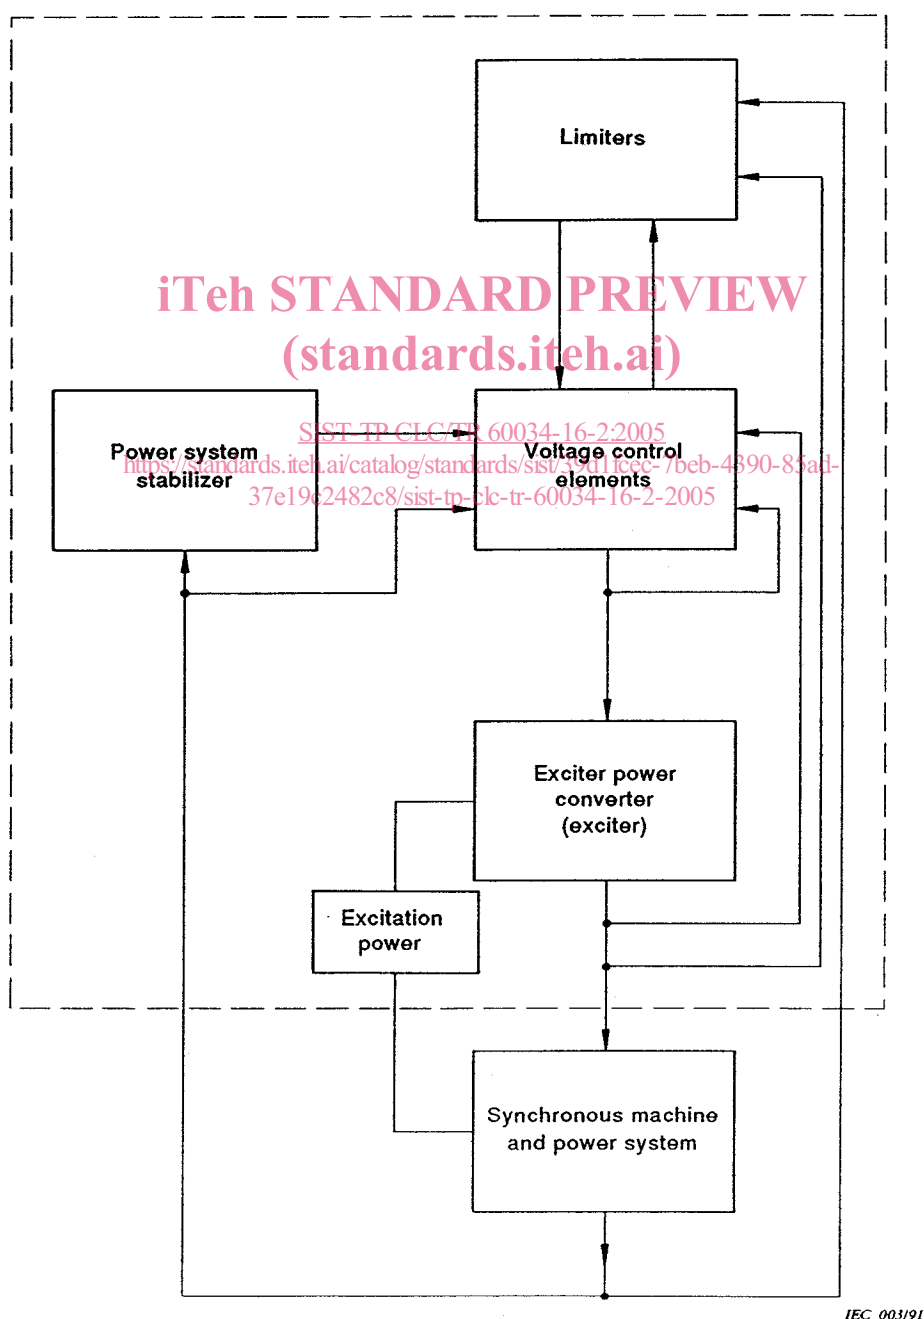 Limiters
iTeh STANDARD PREVIEW
(standards.iteh.ai)
SIST-TP CLC/TR 60034-16-2:2005
https://standards.iteh.ai/catalog/standards/sist/39d1fcec-7beb-4390-85ad-
37e19c2482c8/sist-tp-clc-tr-60034-16-2-2005
Power system
stabilizer
Voltage control
elements
Exciter power
converter
(exciter)
Excitation
power
Synchronous machine
and power system
IEC 003/91